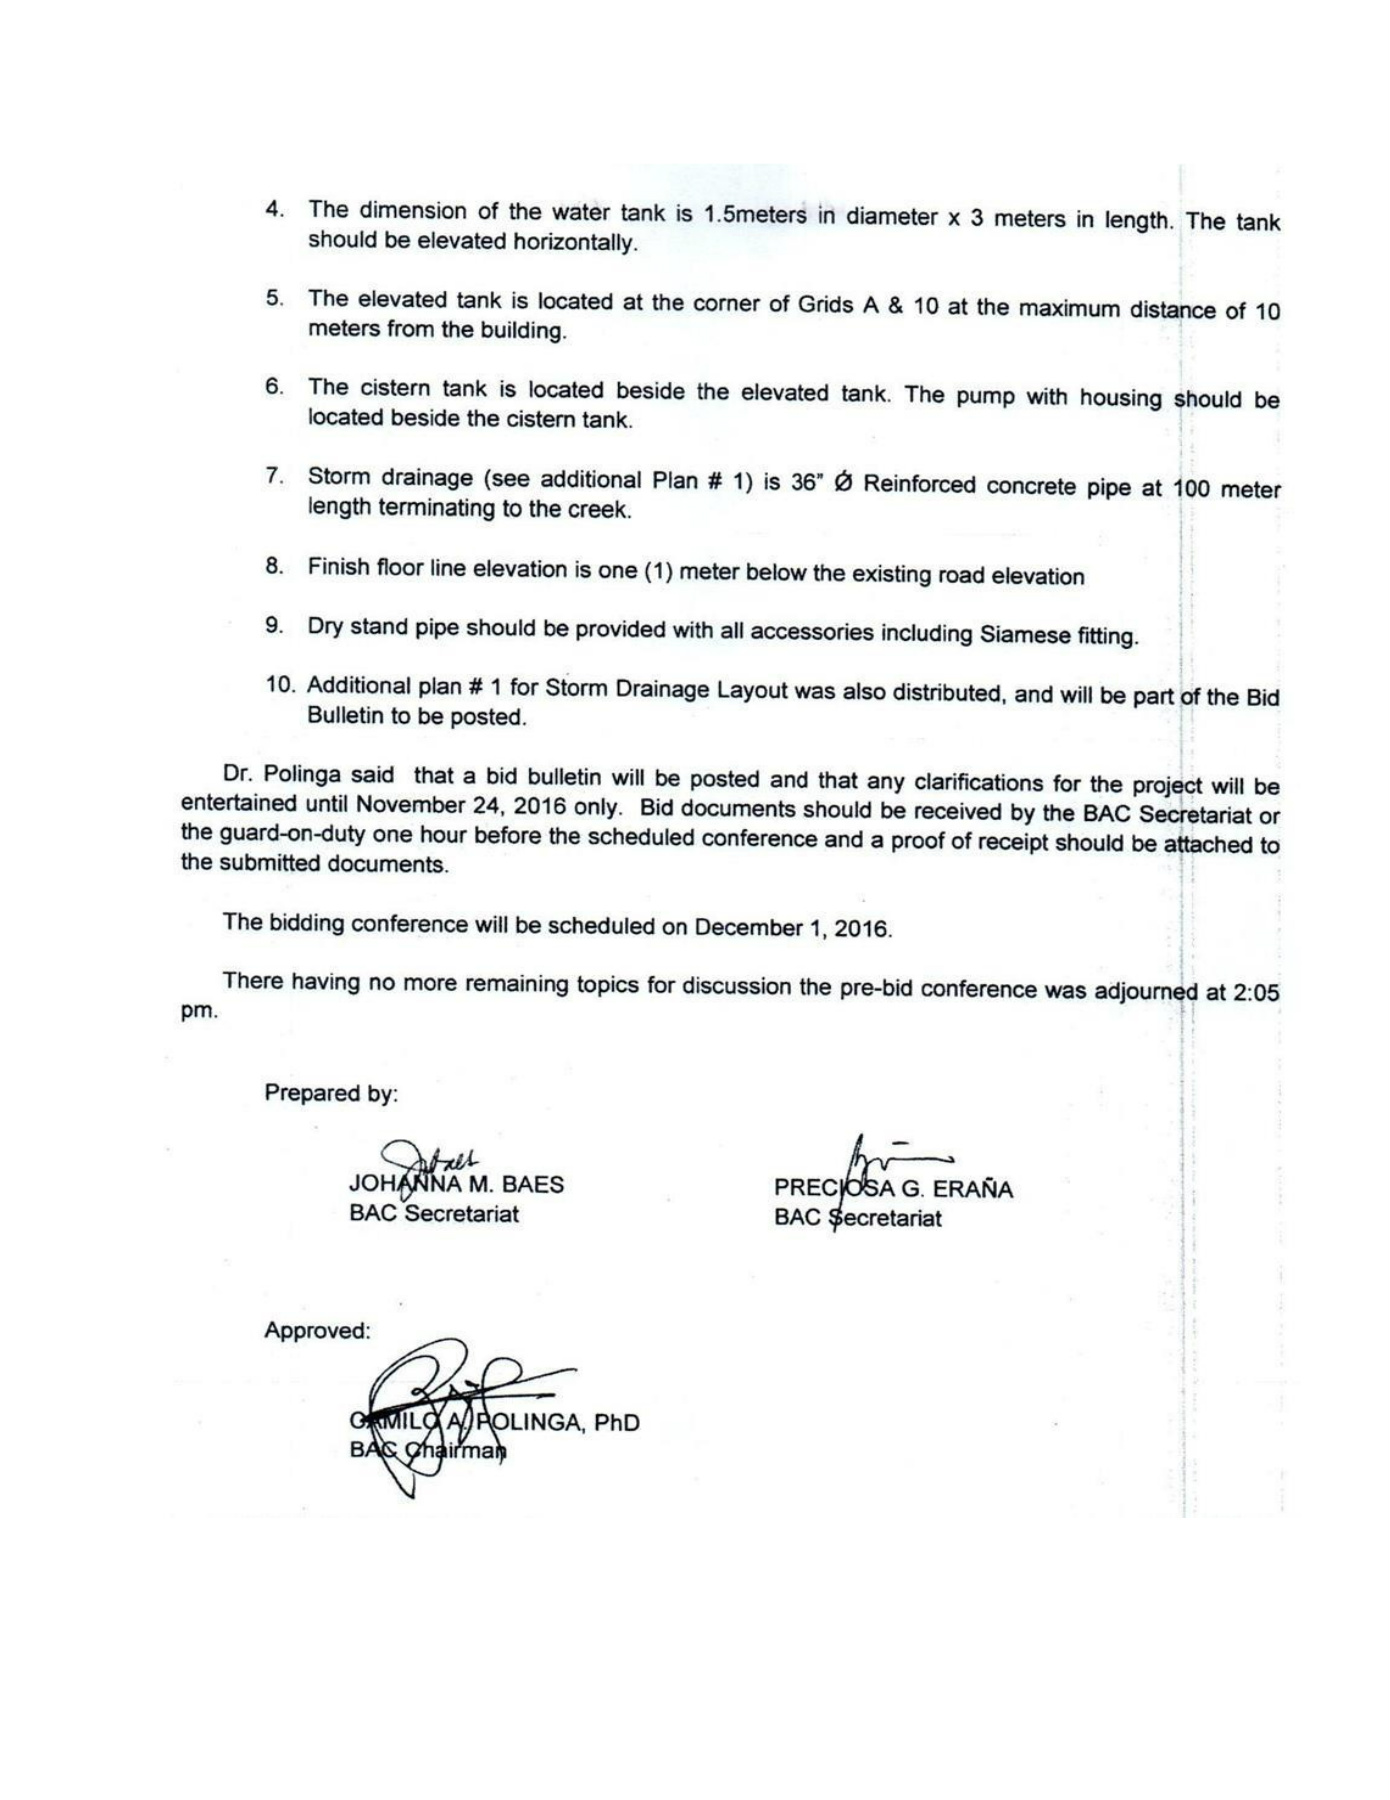 4. The dimension of the water tank is 1.5meters in diameter x 3 meters in length. The tank
should be elevated horizontally.
5. The elevated tank is located at the corner of Grids A & 10 at the maximum distance of 10
meters from the building.
6. The cistern tank is located beside the elevated tank. The pump with housing should be
located beside the cistern tank.
7. Storm drainage (see additional Plan # 1) is 36" Ø Reinforced concrete pipe at 100 meter
length terminating to the creek.
8. Finish floor line elevation is one (1) meter below the existing road elevation
9. Dry stand pipe should be provided with all accessories including Siamese fitting.
10. Additional plan # 1 for Storm Drainage Layout was also distributed, and will be part of the Bid
Bulletin to be posted.
Dr. Polinga said that a bid bulletin will be posted and that any clarifications for the project will be
entertained until November 24, 2016 only. Bid documents should be received by the BAC Secretariat or
the guard-on-duty one hour before the scheduled conference and a proof of receipt should be attached to
the submitted documents.
The bidding conference will be scheduled on December 1, 2016.
There having no more remaining topics for discussion the pre-bid conference was adjourned at 2:05
pm.
Prepared by:
JOHANNA M. BAES
BAC Secretariat
PRECIOSA G. ERAÑA
BAC Secretariat
Approved:
CAMILO A. POLINGA, PhD
BAC Chairman